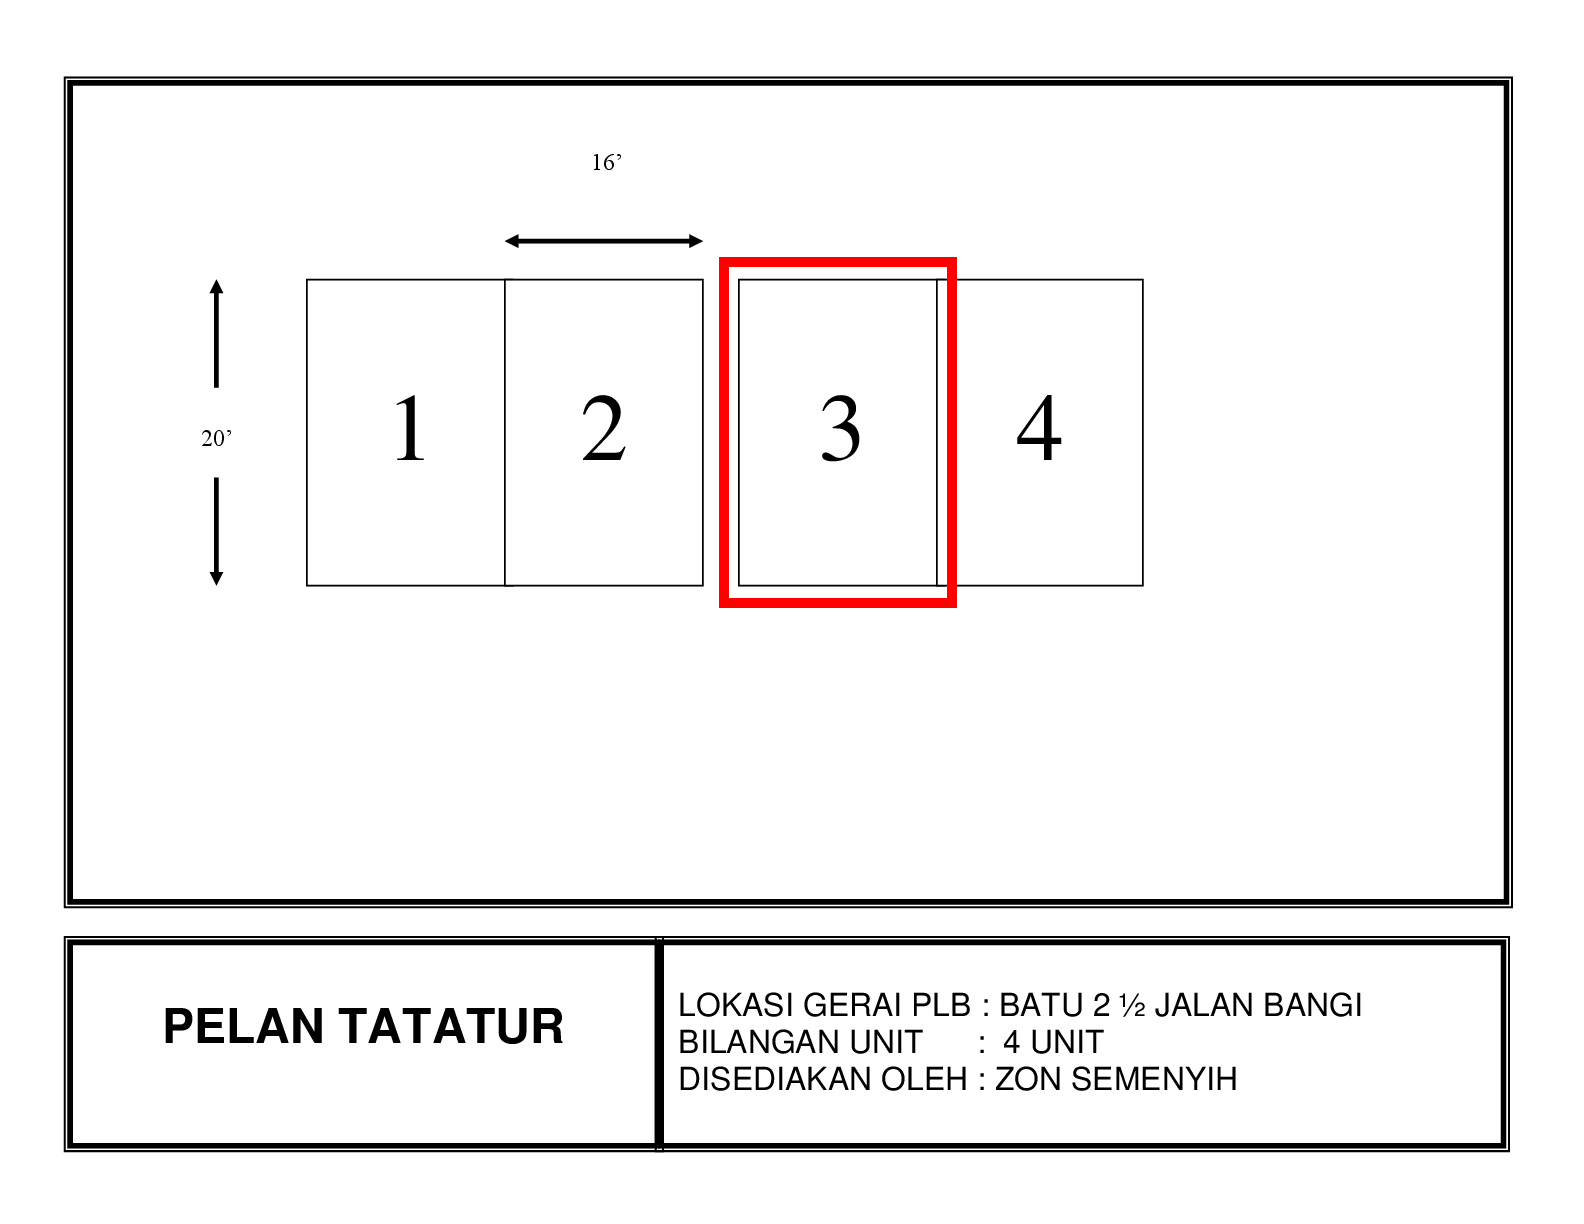 16’
20’
1 2 3 4
PELAN TATATUR
LOKASI GERAI PLB : BATU 2 ½ JALAN BANGI
BILANGAN UNIT : 4 UNIT
DISEDIAKAN OLEH : ZON SEMENYIH